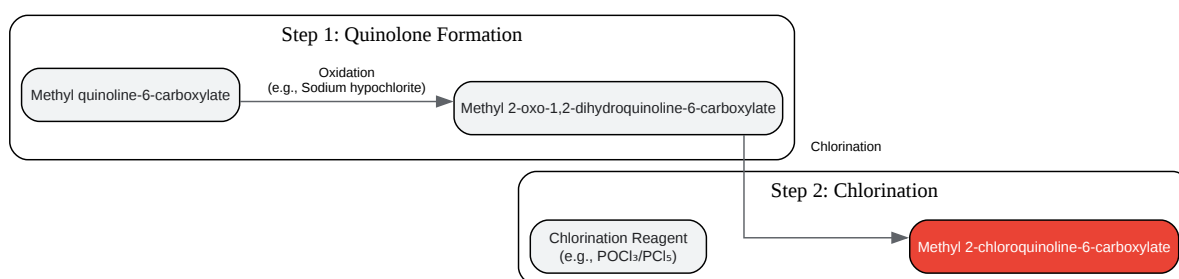 Step 1: Quinolone Formation
Methyl quinoline-6-carboxylate
Oxidation
(e.g., Sodium hypochlorite)
Methyl 2-oxo-1,2-dihydroquinoline-6-carboxylate
Chlorination
Step 2: Chlorination
Chlorination Reagent
(e.g., POCl₃/PCl₅)
Methyl 2-chloroquinoline-6-carboxylate